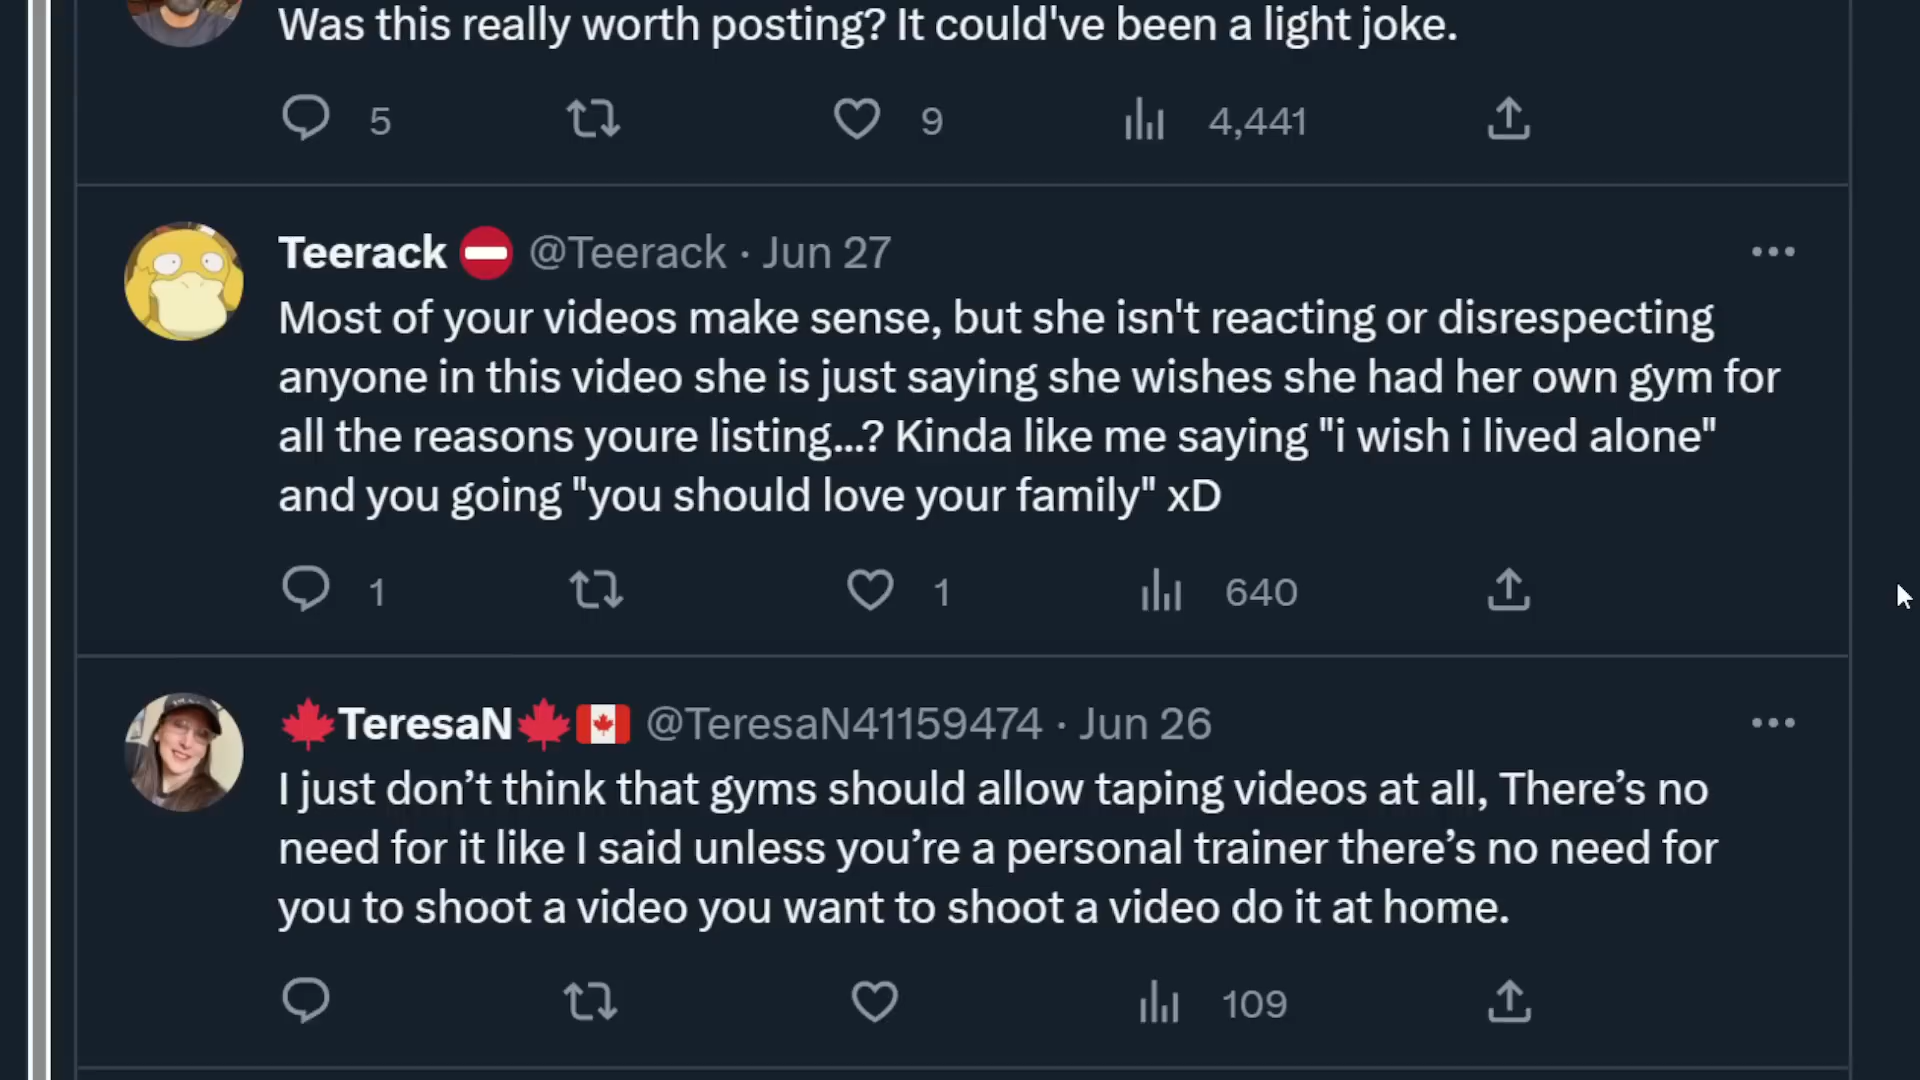 Was this really worth posting? It could've been a light joke.
5 9 4,441
Teerack @Teerack · Jun 27
Most of your videos make sense, but she isn't reacting or disrespecting
anyone in this video she is just saying she wishes she had her own gym for
all the reasons youre listing...? Kinda like me saying "i wish i lived alone"
and you going "you should love your family" xD
1 1 640
TeresaN @TeresaN41159474 · Jun 26
I just don’t think that gyms should allow taping videos at all, There’s no
need for it like I said unless you’re a personal trainer there’s no need for
you to shoot a video you want to shoot a video do it at home.
109